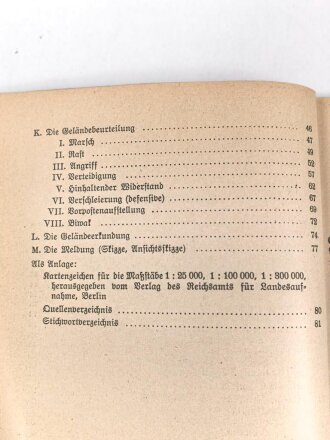 K. Die Geländebeurteilung ........ 46
I. Marsch ........ 47
II. Rast ........ 49
III. Angriff ........ 52
IV. Verteidigung ........ 57
V. Hinhaltender Widerstand ........ 62
VI. Verschleierung (defensive) ........ 67
VII. Vorpostenaufstellung ........ 69
VIII. Biwak ........ 72
L. Die Geländeerkundung ........ 74
M. Die Meldung (Skizze, Ansichtsskizze) ........ 77
Als Anlage:
Kartenzeichen für die Maßstäbe 1 : 25 000, 1 : 100 000, 1 : 300 000,
herausgegeben vom Verlag des Reichsamts für Landesauf-
nahme, Berlin
Quellenverzeichnis ........ 80
Stichwortverzeichnis ........ 81